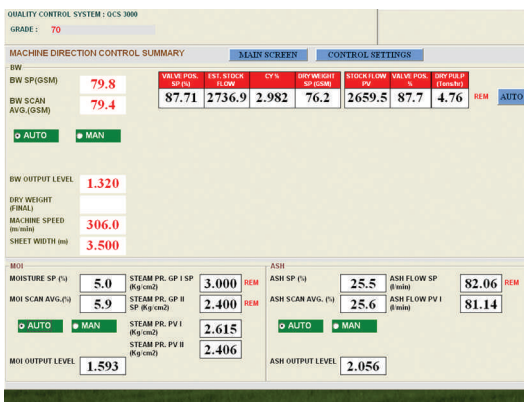 QUALITY CONTROL SYSTEM : QCS 3000
GRADE : 70
MACHINE DIRECTION CONTROL SUMMARY MAIN SCREEN CONTROL SETTINGS
BW
BW SP(GSM) 79.8
BW SCAN AVG.(GSM) 79.4
VALVE POS. SP (%) EST. STOCK FLOW CY% DRY WEIGHT SP (GSM) STOCK FLOW PV VALVE POS. % DRY PULP (Tons/hr)
87.71 2736.9 2.982 76.2 2659.5 87.7 4.76 REM AUTO
AUTO MAN
BW OUTPUT LEVEL 1.320
DRY WEIGHT (FINAL)
MACHINE SPEED (m/min) 306.0
SHEET WIDTH (m) 3.500
MOI
MOISTURE SP (%) 5.0 STEAM PR. GP I SP (Kg/cm2) 3.000 REM
MOI SCAN AVG.(%) 5.9 STEAM PR. GP II SP (Kg/cm2) 2.400 REM
AUTO MAN STEAM PR. PV I (Kg/cm2) 2.615
STEAM PR. PV II (Kg/cm2) 2.406
MOI OUTPUT LEVEL 1.593
ASH
ASH SP (%) 25.5 ASH FLOW SP (l/min) 82.06 REM
ASH SCAN AVG. (%) 25.6 ASH FLOW PV I (l/min) 81.14
AUTO MAN
ASH OUTPUT LEVEL 2.056